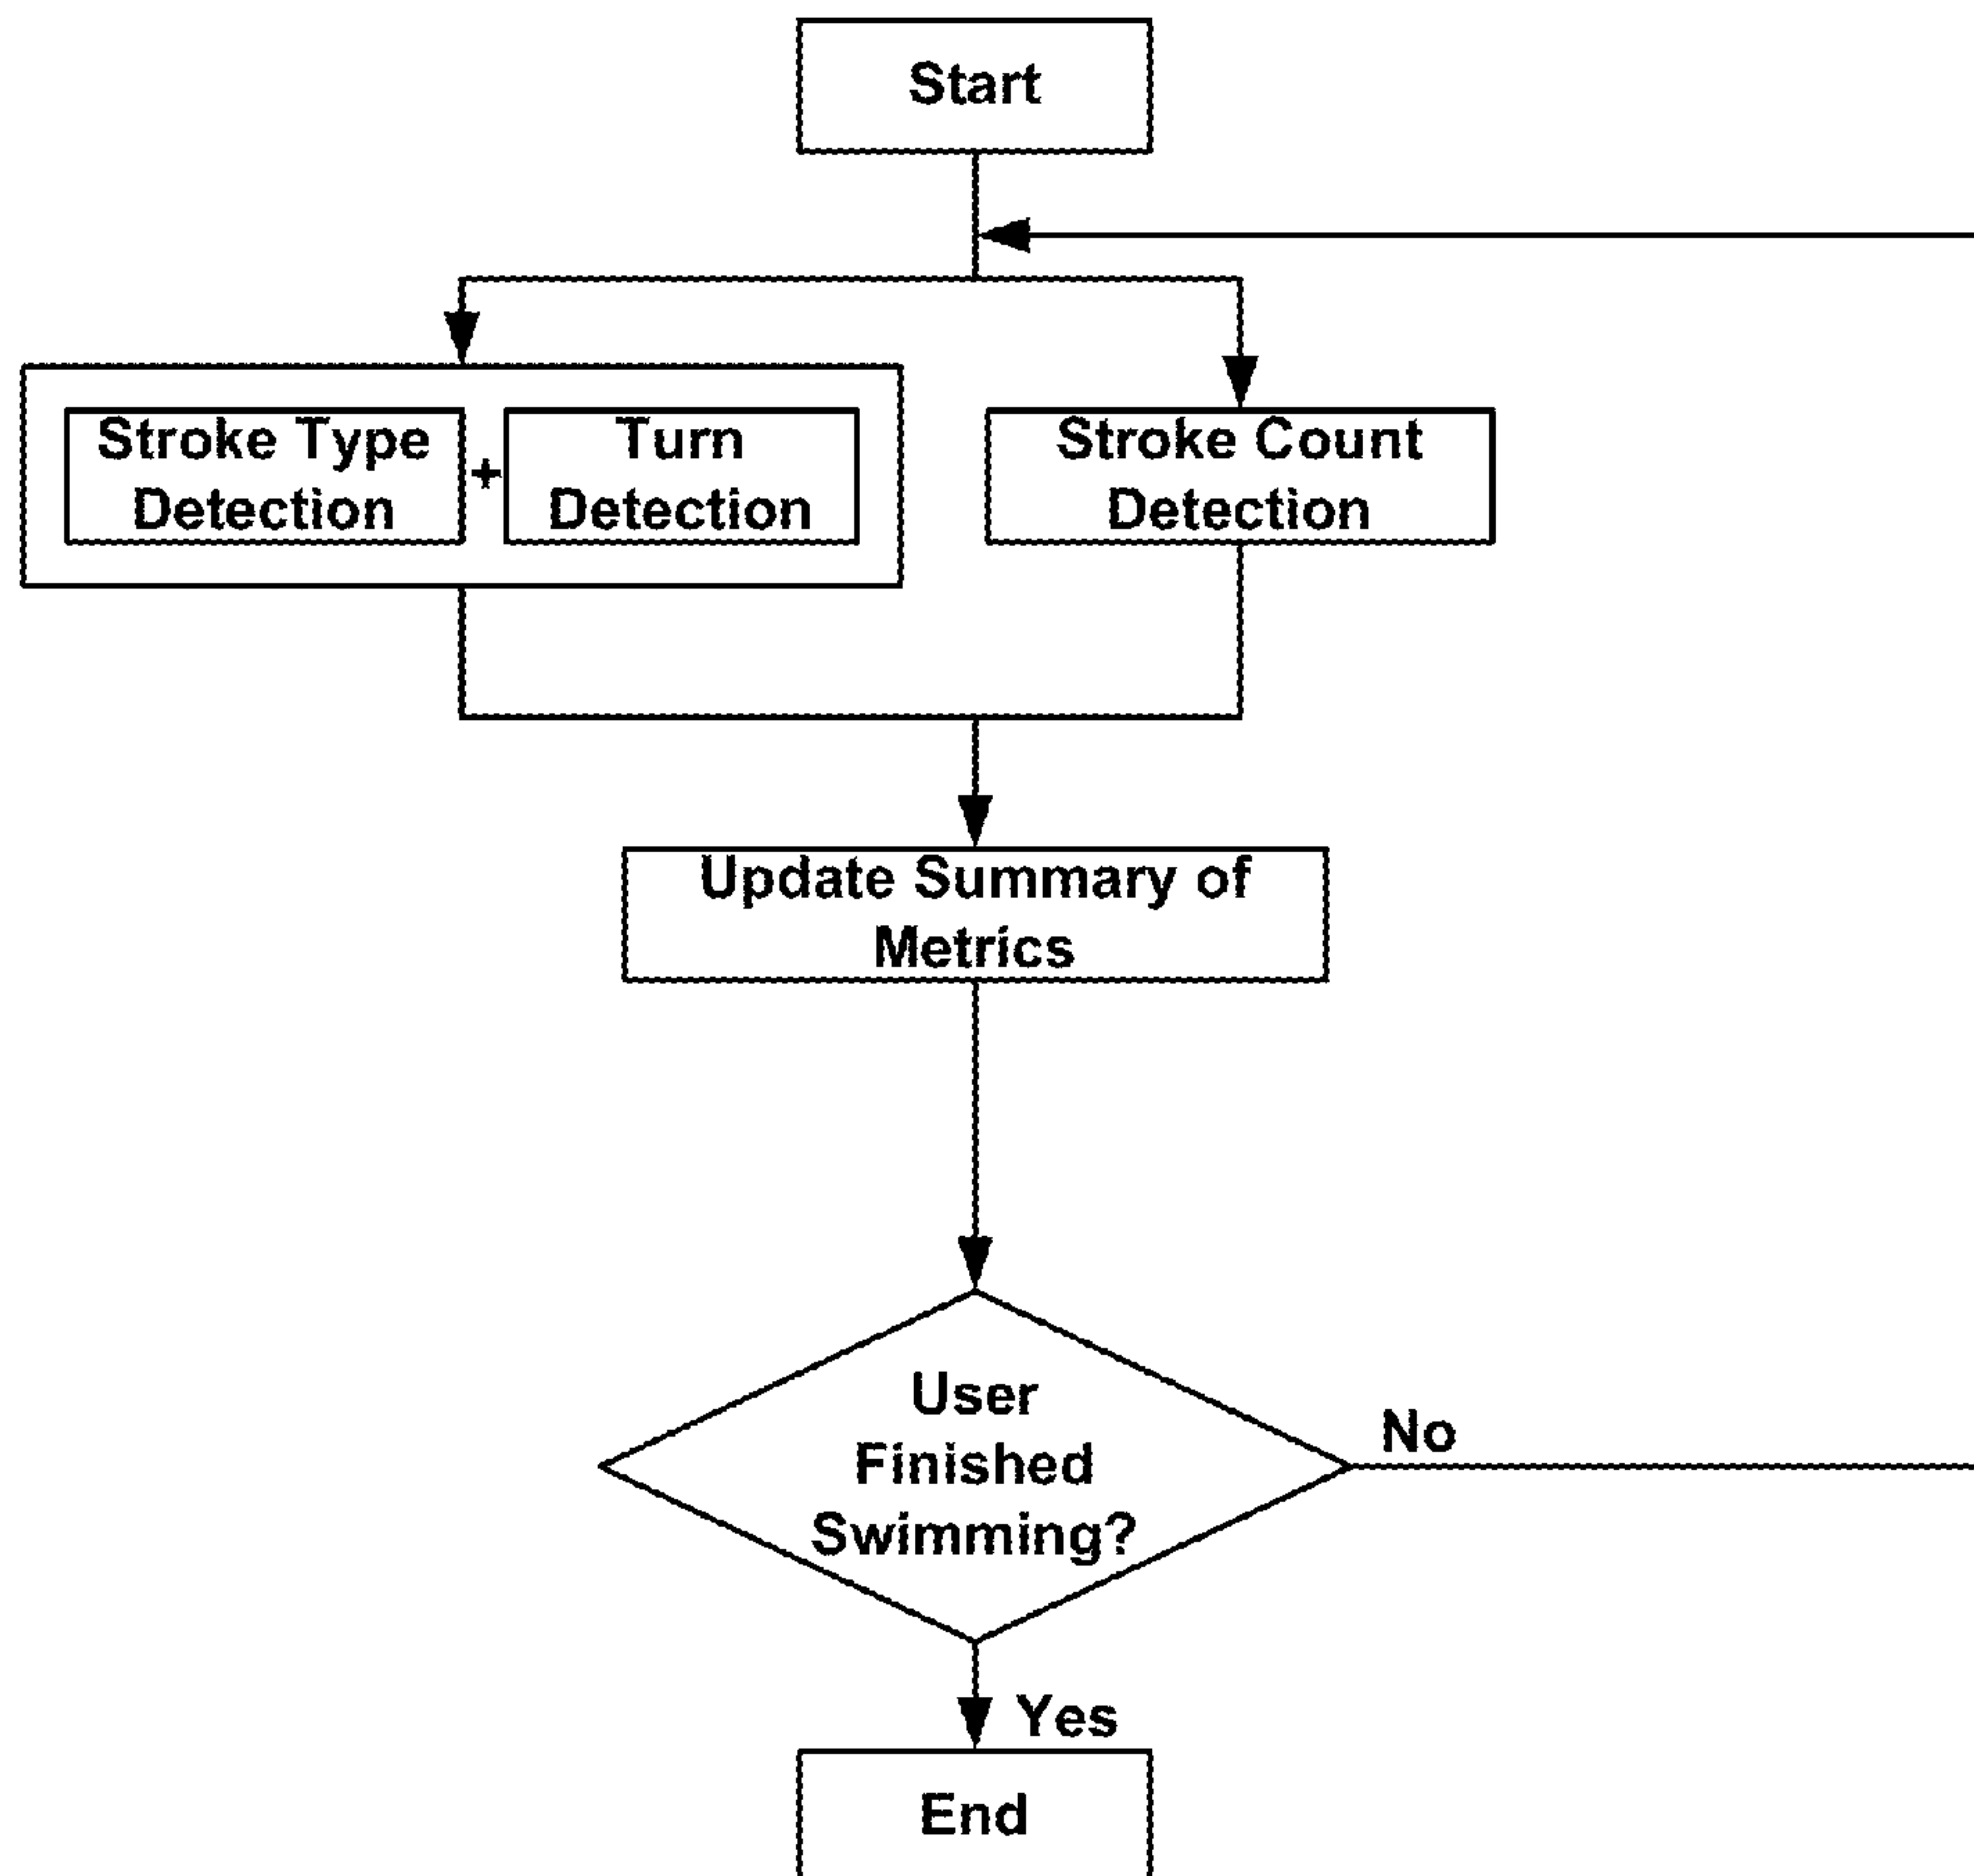 Start
Stroke Type
Detection
+
Turn
Detection
Stroke Count
Detection
Update Summary of
Metrics
User
Finished
Swimming?
No
Yes
End